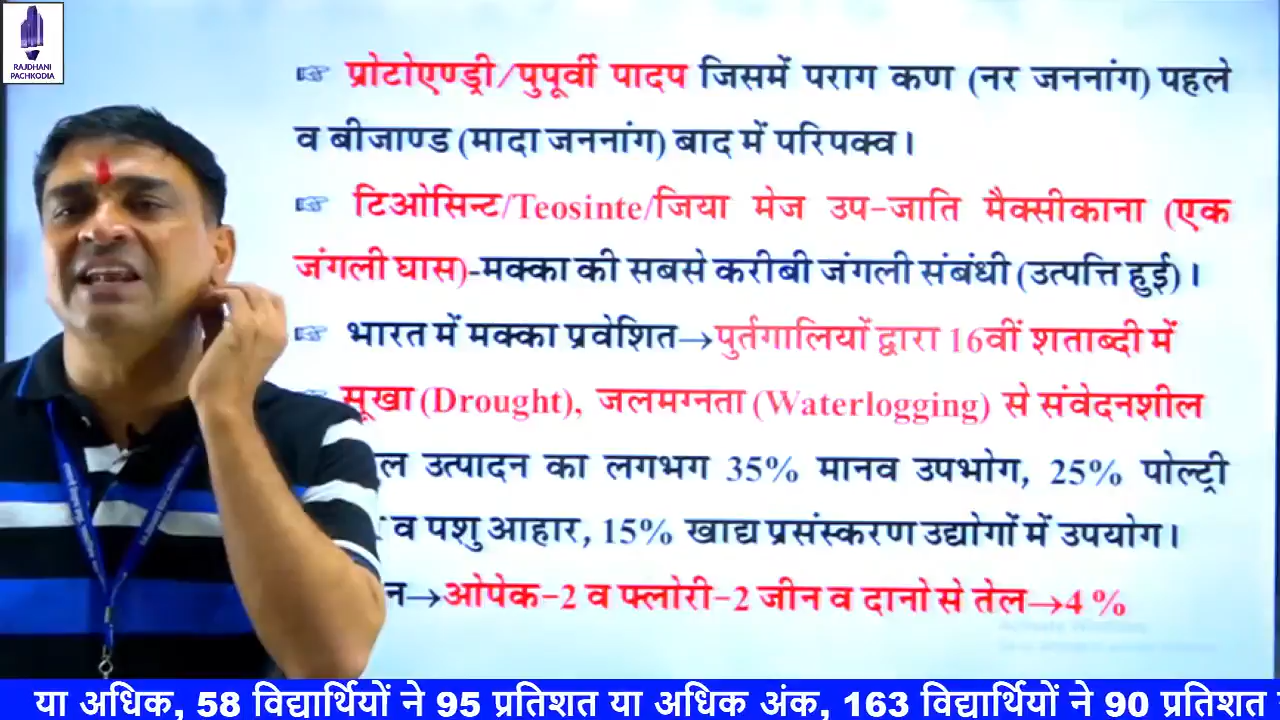 RAJDHANI
PACHKODIA
☞ प्रोटोएण्ड्री/पुपूर्वी पादप जिसमें पराग कण (नर जननांग) पहले
व बीजाण्ड (मादा जननांग) बाद में परिपक्व।
☞ टिओसिन्ट/Teosinte/जिया मेज उप-जाति मैक्सीकाना (एक
जंगली घास)-मक्का की सबसे करीबी जंगली संबंधी (उत्पत्ति हुई)।
☞ भारत में मक्का प्रवेशित→पुर्तगालियों द्वारा 16वीं शताब्दी में
सूखा (Drought), जलमग्नता (Waterlogging) से संवेदनशील
उत्पादन का लगभग 35% मानव उपभोग, 25% पोल्ट्री
व पशु आहार, 15% खाद्य प्रसंस्करण उद्योगों में उपयोग।
न→ओपेक-2 व फ्लोरी-2 जीन व दानो से तेल→4 %
या अधिक, 58 विद्यार्थियों ने 95 प्रतिशत या अधिक अंक, 163 विद्यार्थियों ने 90 प्रतिशत